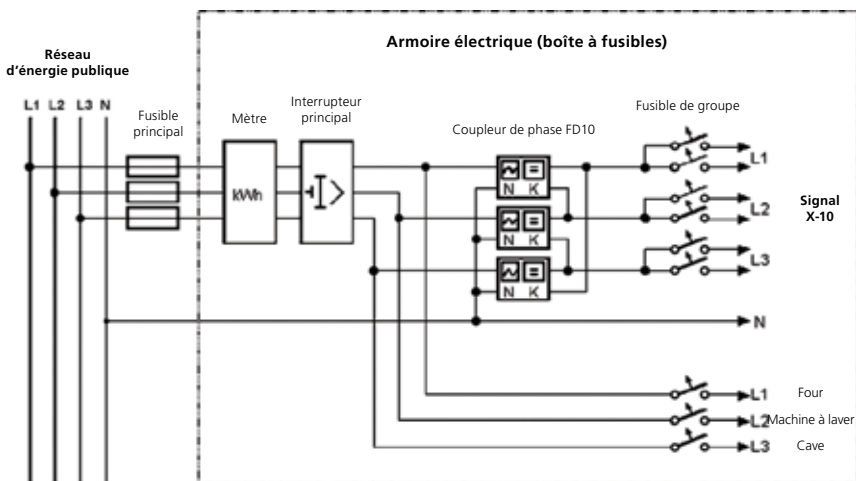 Armoire électrique (boîte à fusibles)
Réseau
d'énergie publique
L1 L2 L3 N
Fusible
principal
Mètre
Interrupteur
principal
Coupleur de phase FD10
Fusible de groupe
kWh
N K
N K
N K
L1
L2
L3
Signal
X-10
N
L1 Four
L2 Machine à laver
L3 Cave